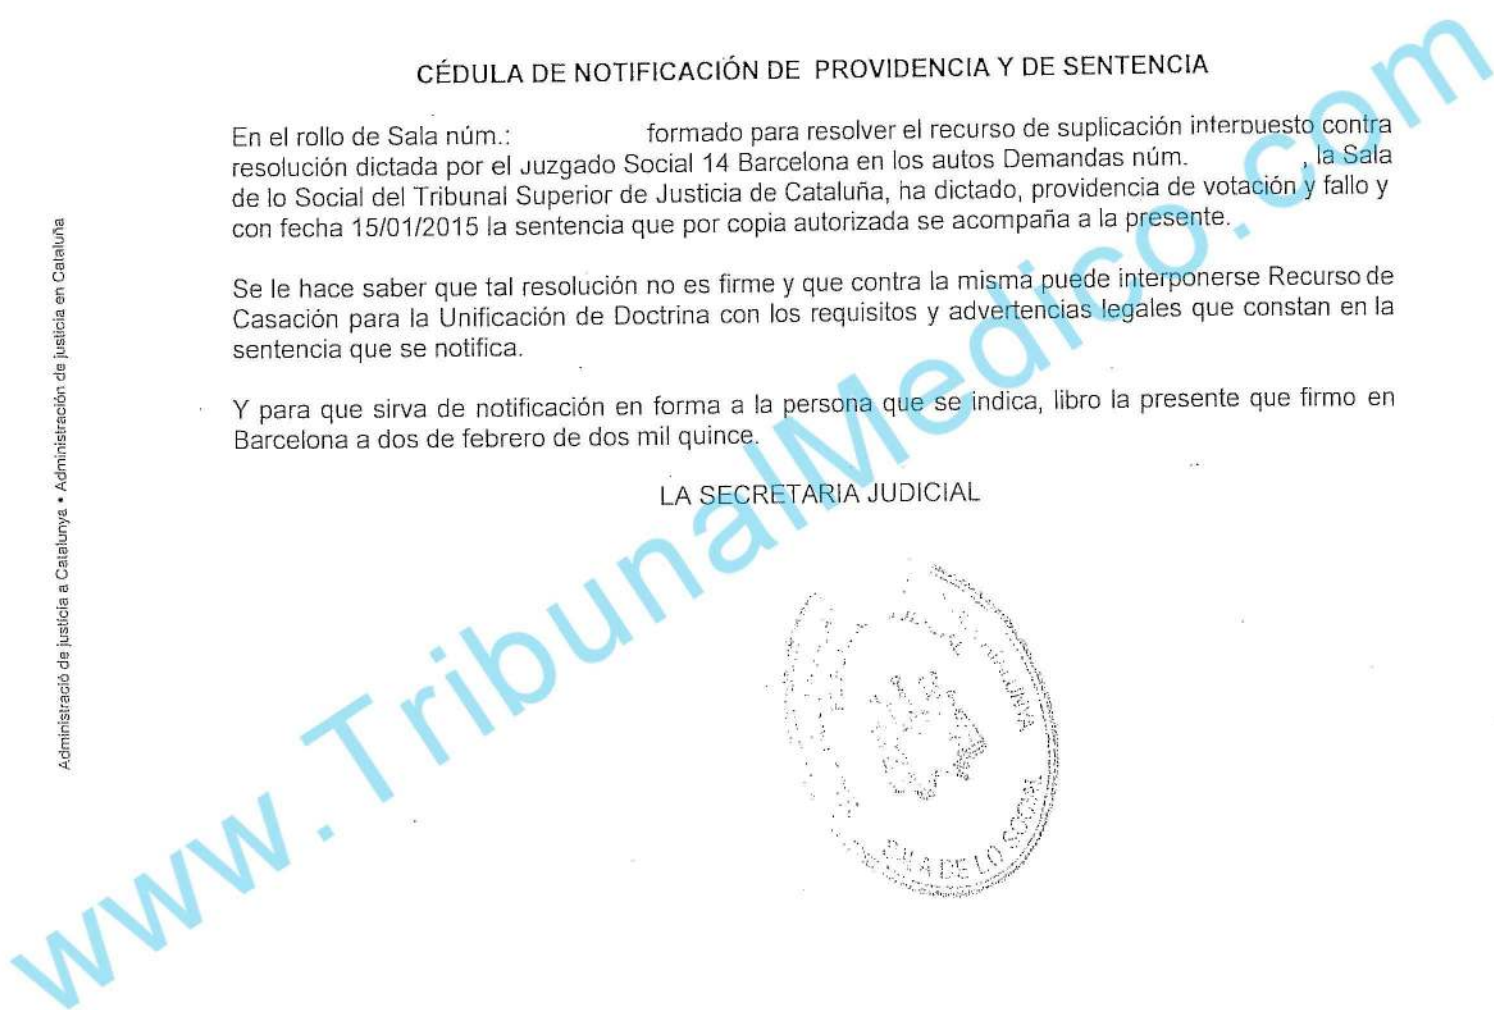 CÉDULA DE NOTIFICACIÓN DE PROVIDENCIA Y DE SENTENCIA
En el rollo de Sala núm.: formado para resolver el recurso de suplicación interpuesto contra
resolución dictada por el Juzgado Social 14 Barcelona en los autos Demandas núm. , la Sala
de lo Social del Tribunal Superior de Justicia de Cataluña, ha dictado, providencia de votación y fallo y
con fecha 15/01/2015 la sentencia que por copia autorizada se acompaña a la presente.
Se le hace saber que tal resolución no es firme y que contra la misma puede interponerse Recurso de
Casación para la Unificación de Doctrina con los requisitos y advertencias legales que constan en la
sentencia que se notifica.
Y para que sirva de notificación en forma a la persona que se indica, libro la presente que firmo en
Barcelona a dos de febrero de dos mil quince.
LA SECRETARIA JUDICIAL
Administració de justícia a Catalunya • Administración de justicia en Cataluña
www.TribunalMedico.com
DE LO SOCIAL